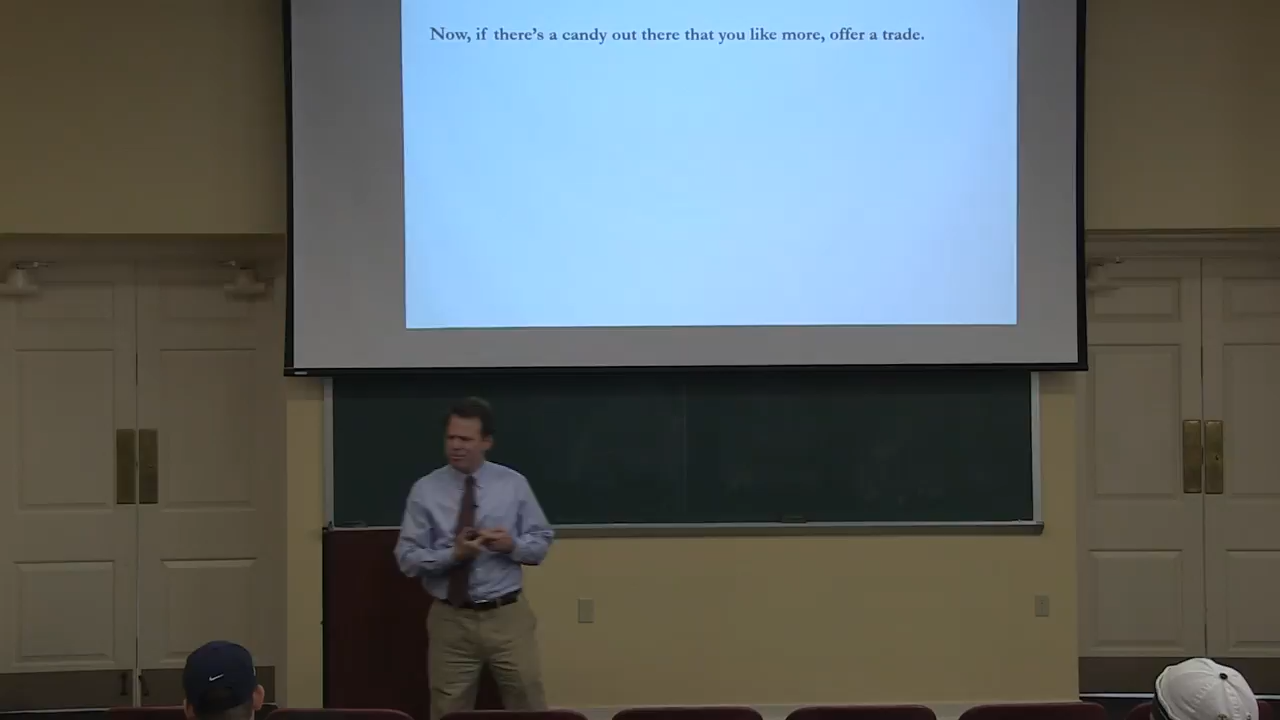 Now, if there's a candy out there that you like more, offer a trade.